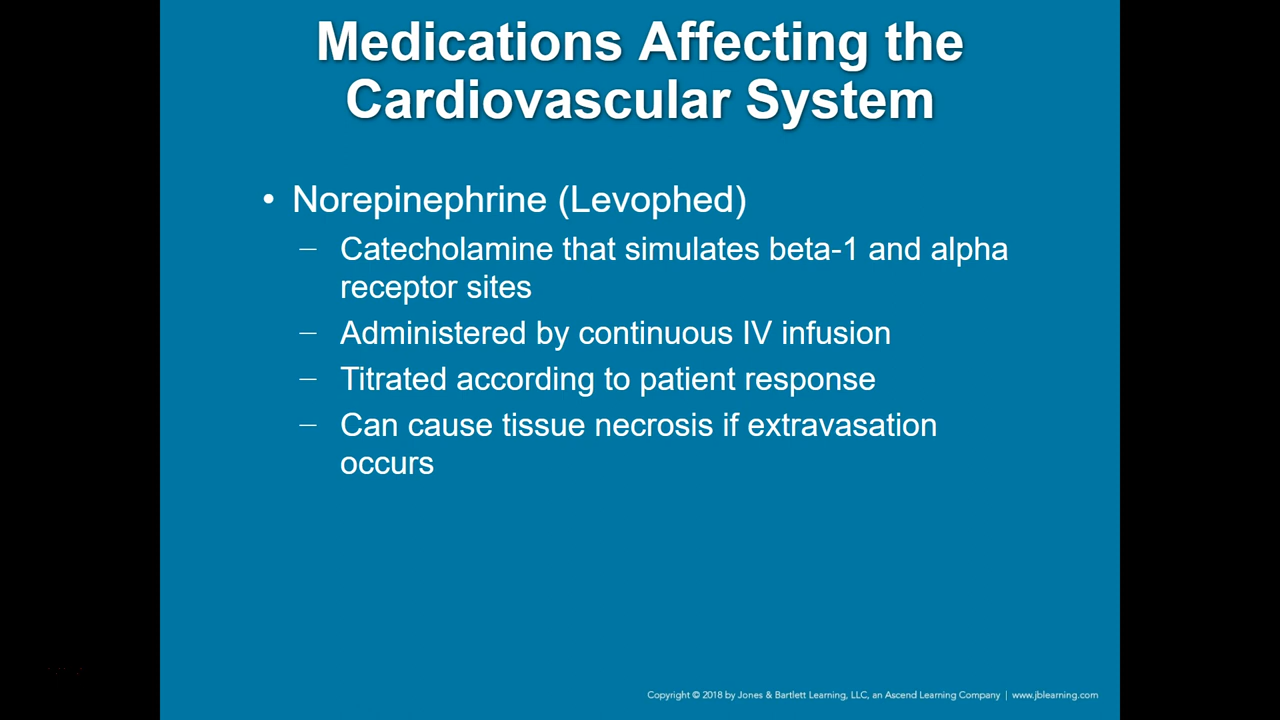 Medications Affecting the
Cardiovascular System
• Norepinephrine (Levophed)
– Catecholamine that simulates beta-1 and alpha
receptor sites
– Administered by continuous IV infusion
– Titrated according to patient response
– Can cause tissue necrosis if extravasation
occurs
Copyright © 2018 by Jones & Bartlett Learning, LLC, an Ascend Learning Company | www.jblearning.com